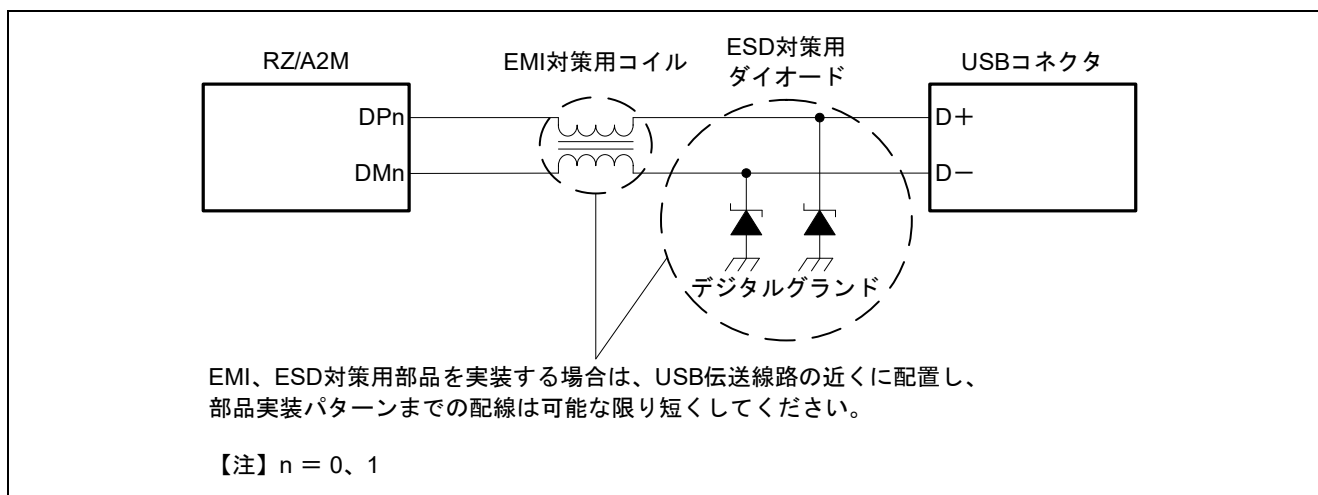 RZ/A2M
EMI対策用コイル
ESD対策用
ダイオード
USBコネクタ
DPn
DMn
D+
D-
デジタルグランド
EMI、ESD対策用部品を実装する場合は、USB伝送線路の近くに配置し、
部品実装パターンまでの配線は可能な限り短くしてください。
【注】n = 0、1